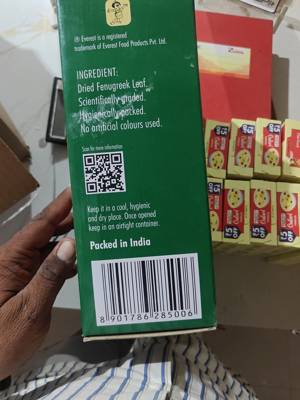 ® Everest is a registered
trademark of Everest Food Products Pvt. Ltd.
INGREDIENT:
Dried Fenugreek Leaf.
Scientifically graded.
Hygienically packed.
No artificial colours used.
Scan for more information
Keep it in a cool, hygienic
and dry place. Once opened
keep in an airtight container.
Packed in India
8 901786 285006